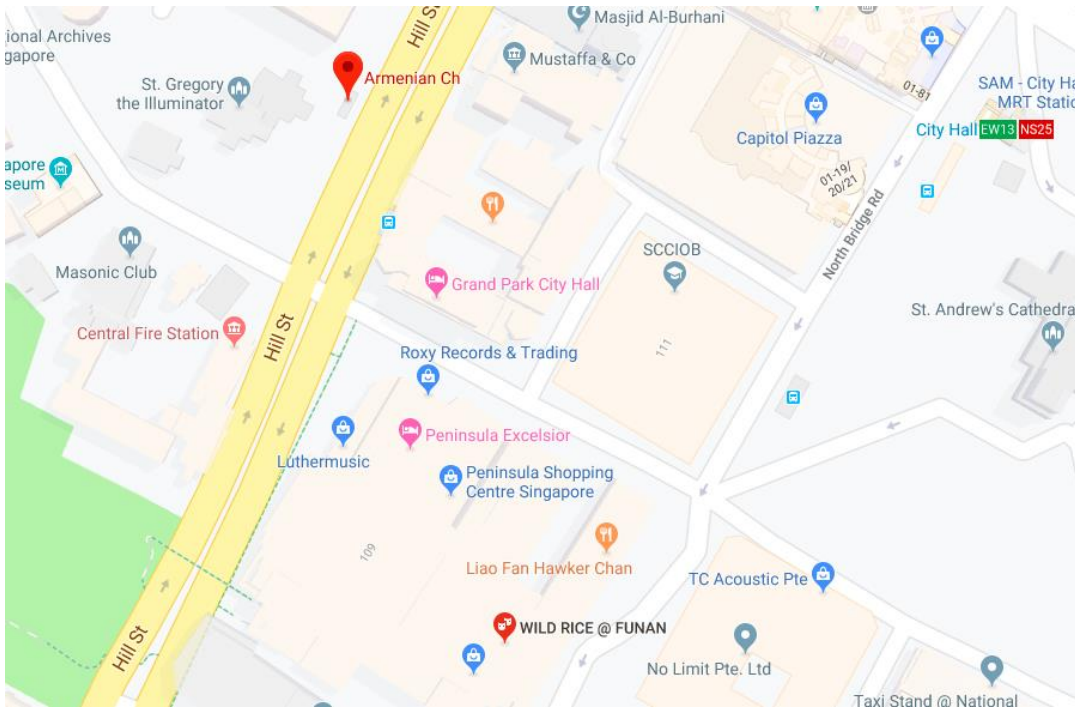 Hill St
Masjid Al-Burhani
ional Archives
gapore
Mustaffa & Co
St. Gregory
the Illuminator
Armenian Ch
01-81
SAM - City Ha
MRT Static
City Hall EW13 NS25
Capitol Piazza
apore
seum
01-19/
20/21
North Bridge Rd
Masonic Club
SCCIOB
Grand Park City Hall
St. Andrew's Cathedra
Central Fire Station
Hill St
Roxy Records & Trading
111
Peninsula Excelsior
Luthermusic
Peninsula Shopping
Centre Singapore
109
Liao Fan Hawker Chan
TC Acoustic Pte
WILD RICE @ FUNAN
Hill St
No Limit Pte. Ltd
Taxi Stand @ National